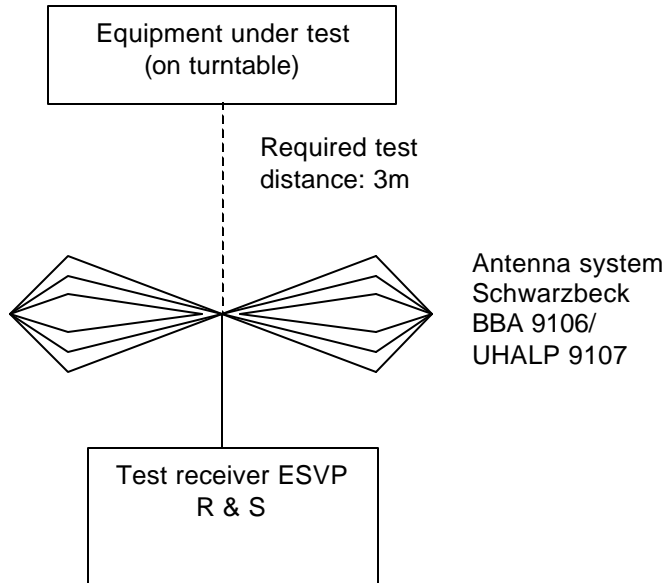 Equipment under test
(on turntable)
Required test
distance: 3m
Antenna system
Schwarzbeck
BBA 9106/
UHALP 9107
Test receiver ESVP
R & S